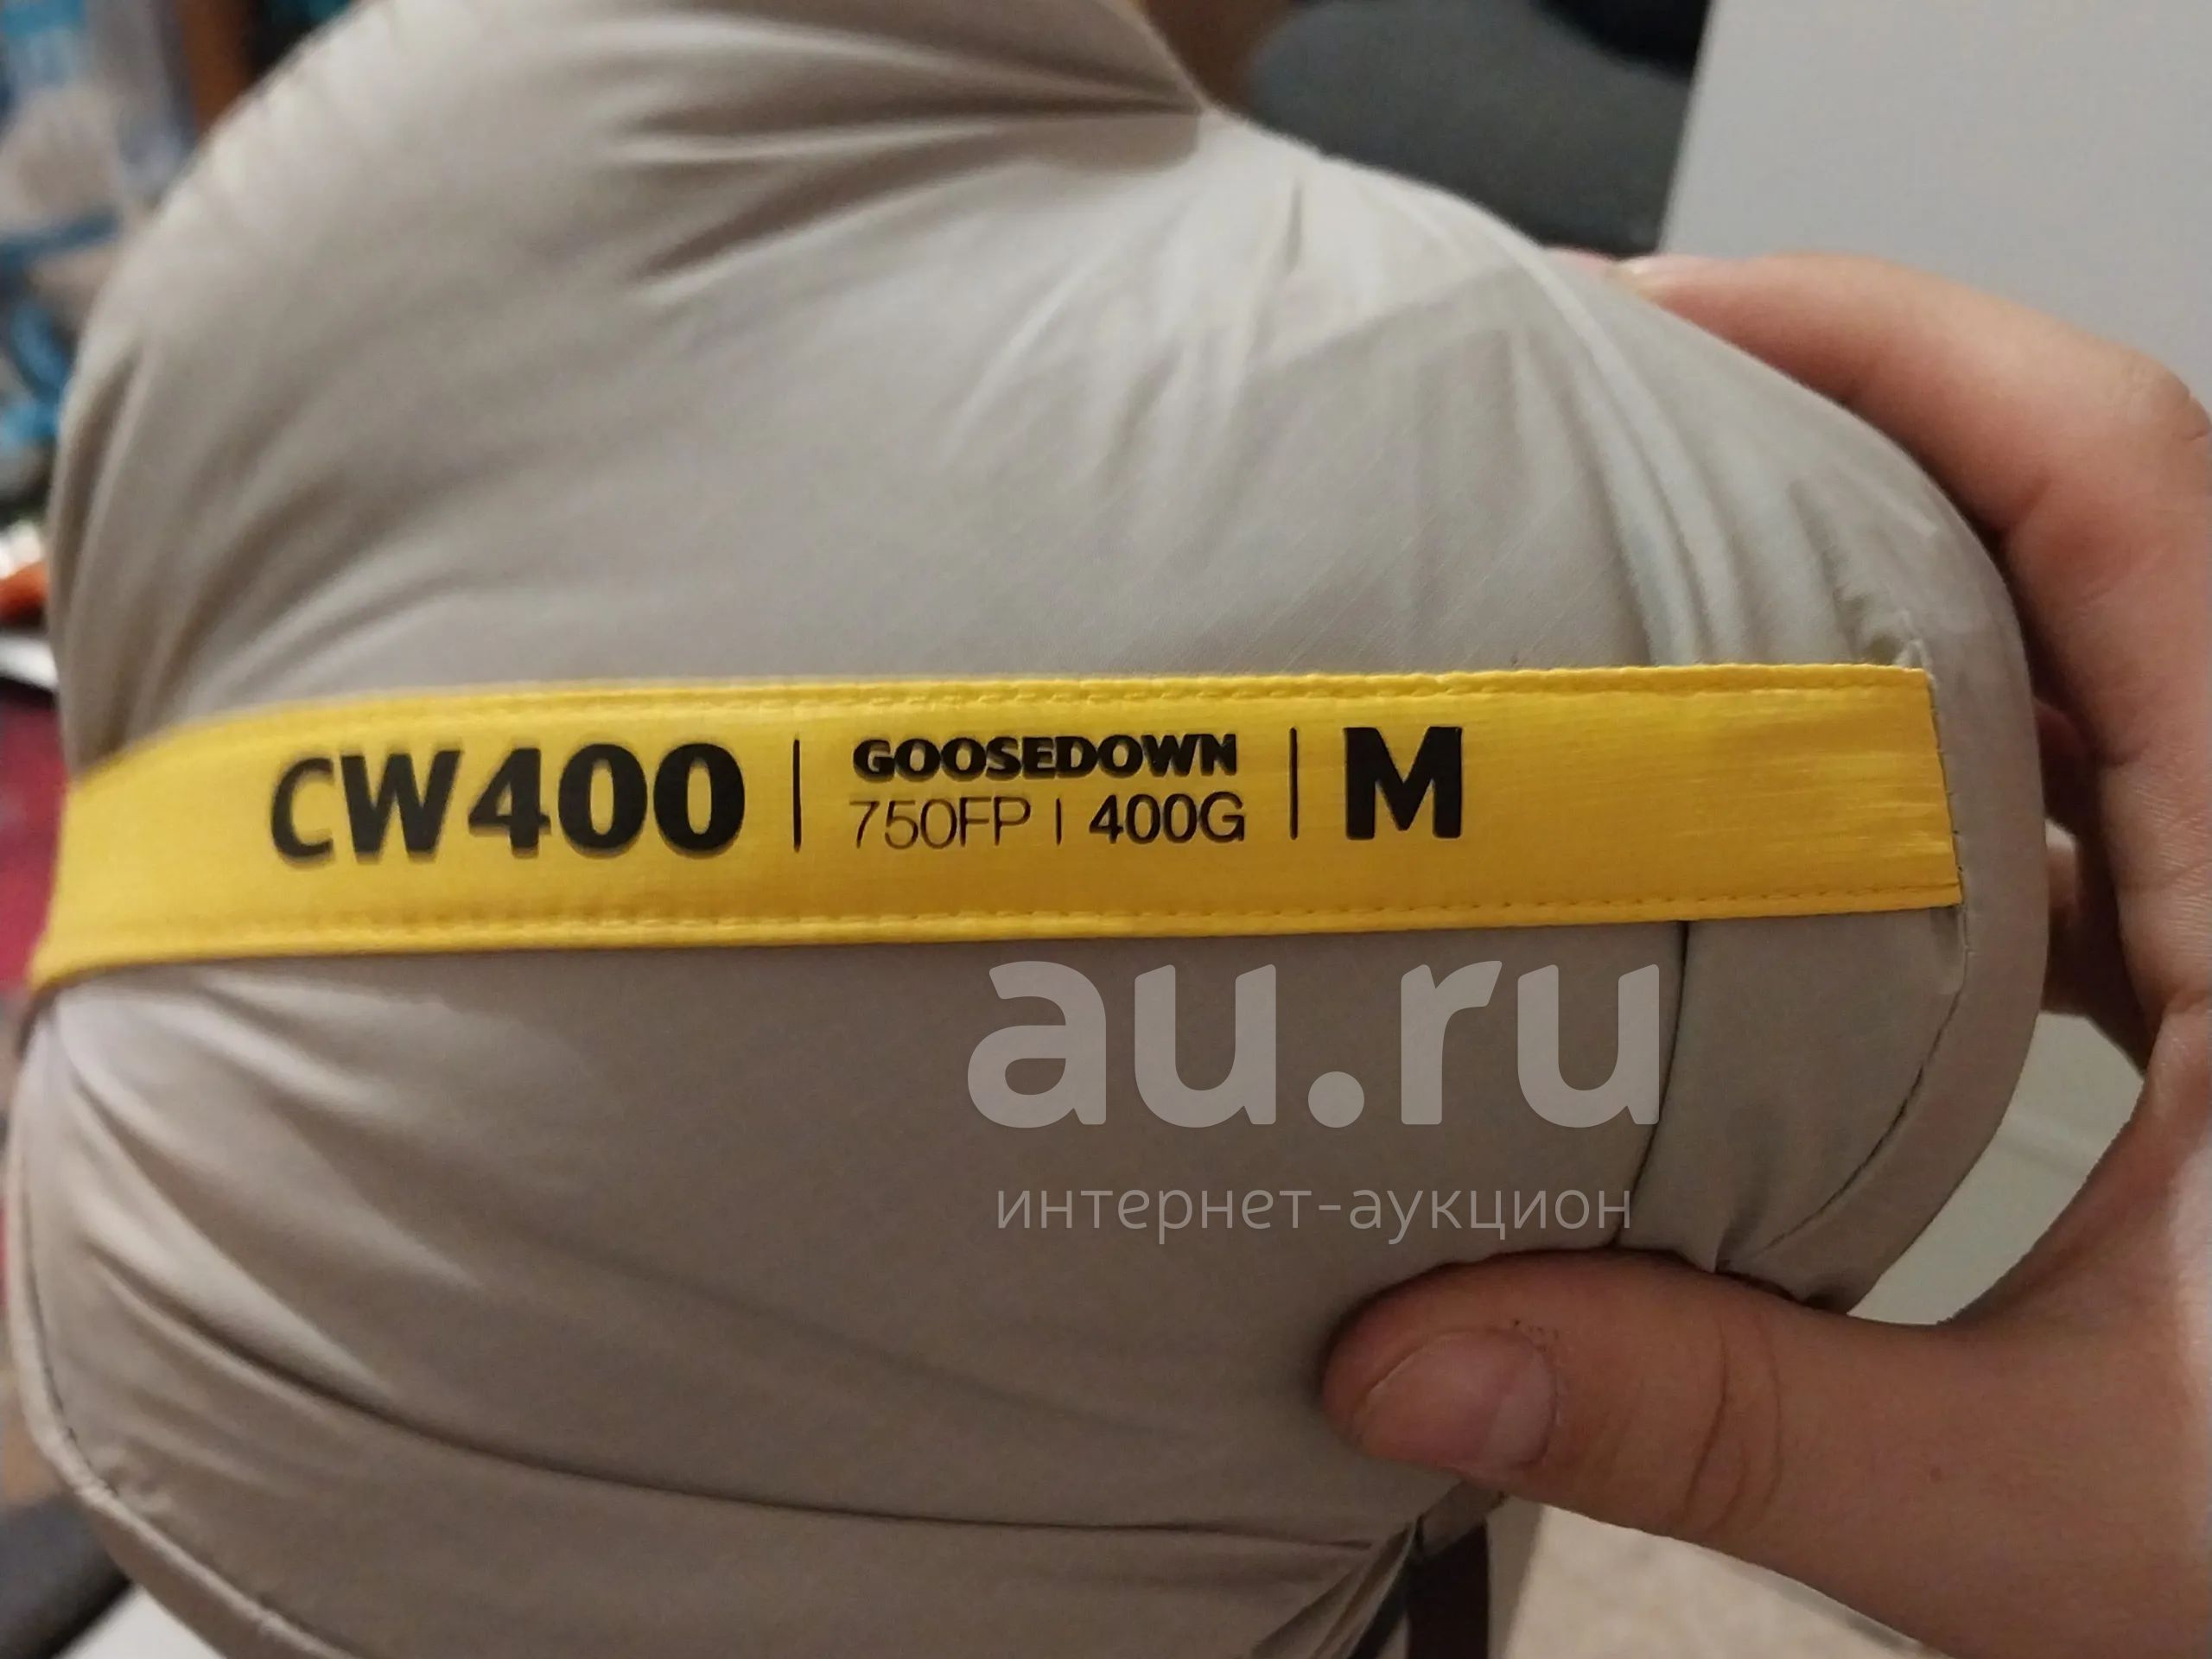 CW400 | GOOSEDOWN | M
750FP | 400G
au.ru
интернет-аукцион